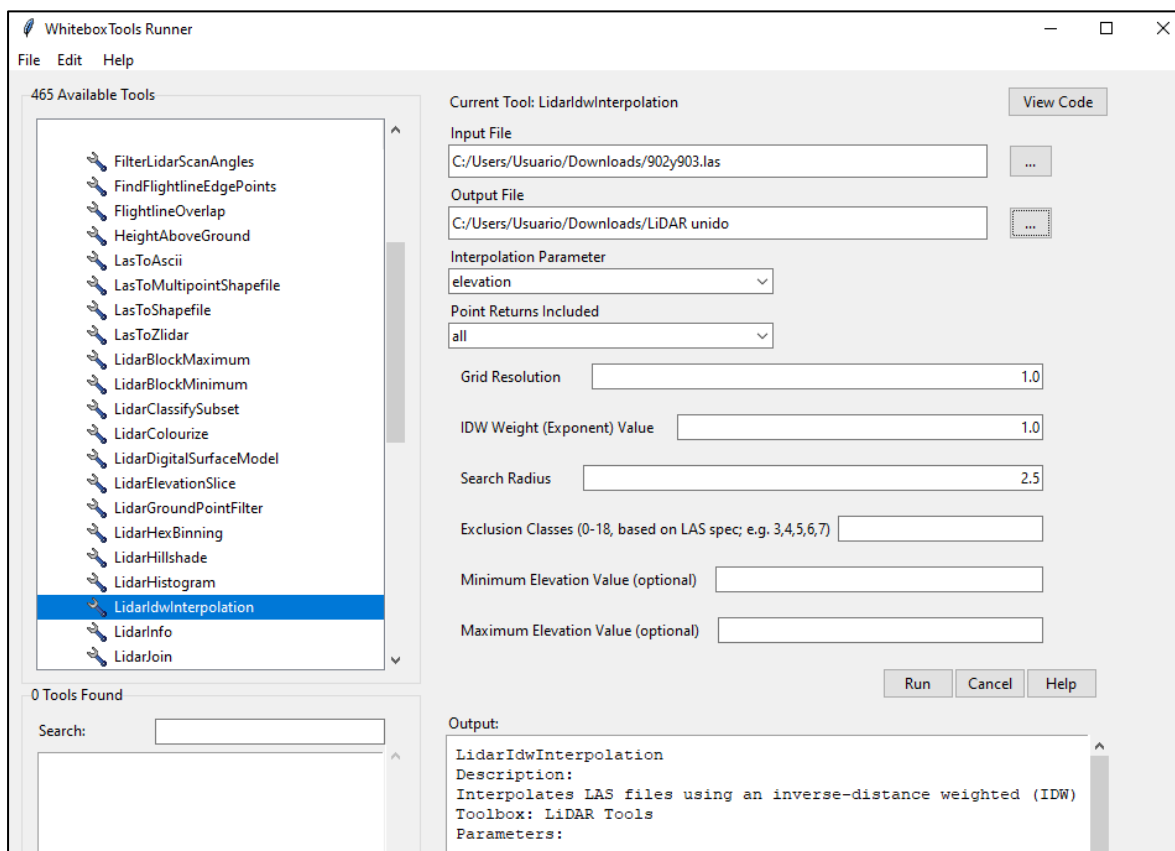 WhiteboxTools Runner
File Edit Help
465 Available Tools
FilterLidarScanAngles
FindFlightlineEdgePoints
FlightlineOverlap
HeightAboveGround
LasToAscii
LasToMultipointShapefile
LasToShapefile
LasToZlidar
LidarBlockMaximum
LidarBlockMinimum
LidarClassifySubset
LidarColourize
LidarDigitalSurfaceModel
LidarElevationSlice
LidarGroundPointFilter
LidarHexBinning
LidarHillshade
LidarHistogram
LidarIdwInterpolation
LidarInfo
LidarJoin
0 Tools Found
Search:
Current Tool: LidarIdwInterpolation
View Code
Input File
C:/Users/Usuario/Downloads/902y903.las
...
Output File
C:/Users/Usuario/Downloads/LiDAR unido
...
Interpolation Parameter
elevation
Point Returns Included
all
Grid Resolution 1.0
IDW Weight (Exponent) Value 1.0
Search Radius 2.5
Exclusion Classes (0-18, based on LAS spec; e.g. 3,4,5,6,7)
Minimum Elevation Value (optional)
Maximum Elevation Value (optional)
Run Cancel Help
Output:
LidarIdwInterpolation
Description:
Interpolates LAS files using an inverse-distance weighted (IDW)
Toolbox: LiDAR Tools
Parameters: